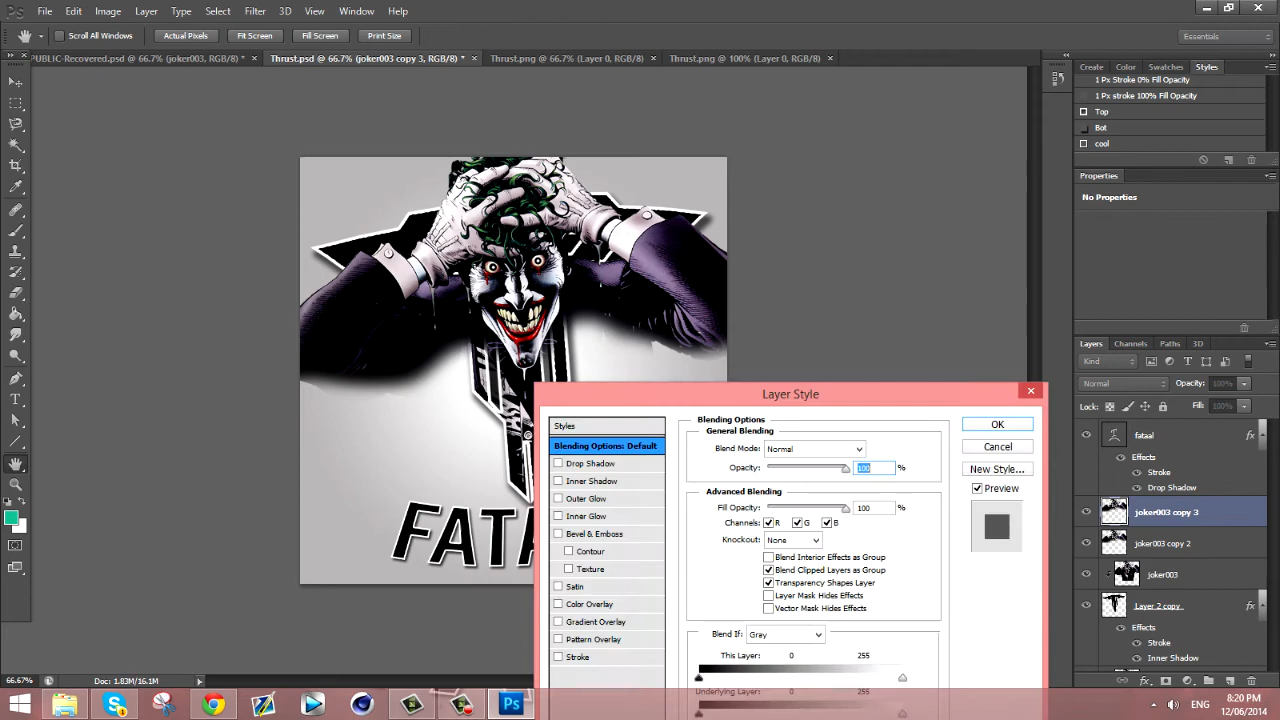 Ps File Edit Image Layer Type Select Filter 3D View Window Help
Scroll All Windows Actual Pixels Fit Screen Fill Screen Print Size Essentials
PUBLIC-Recovered.psd @ 66.7% (joker003, RGB/8) * × Thrust.psd @ 66.7% (joker003 copy 3, RGB/8) * × Thrust.png @ 66.7% (Layer 0, RGB/8) × Thrust.png @ 100% (Layer 0, RGB/8) ×
Create Color Swatches Styles
1 Px Stroke 0% Fill Opacity
1 Px stroke 100% Fill Opacity
Top
Bot
cool
Properties
No Properties
Layers Channels Paths 3D
Kind
Normal Opacity: 100%
Lock: Fill: 100%
fatal fx
Effects
Stroke
Drop Shadow
joker003 copy 3
joker003 copy 2
joker003
Layer 2 copy fx
Effects
Stroke
Inner Shadow
FATA
Layer Style
Styles
Blending Options: Default
Drop Shadow
Inner Shadow
Outer Glow
Inner Glow
Bevel & Emboss
Contour
Texture
Satin
Color Overlay
Gradient Overlay
Pattern Overlay
Stroke
Blending Options
General Blending
Blend Mode: Normal
Opacity: 100 %
Advanced Blending
Fill Opacity: 100 %
Channels: R G B
Knockout: None
Blend Interior Effects as Group
Blend Clipped Layers as Group
Transparency Shapes Layer
Layer Mask Hides Effects
Vector Mask Hides Effects
Blend If: Gray
This Layer: 0 255
Underlying Layer: 0 255
OK
Cancel
New Style...
Preview
66.67% Doc: 1.83M/16.1M
Ps
ENG
8:20 PM
12/06/2014